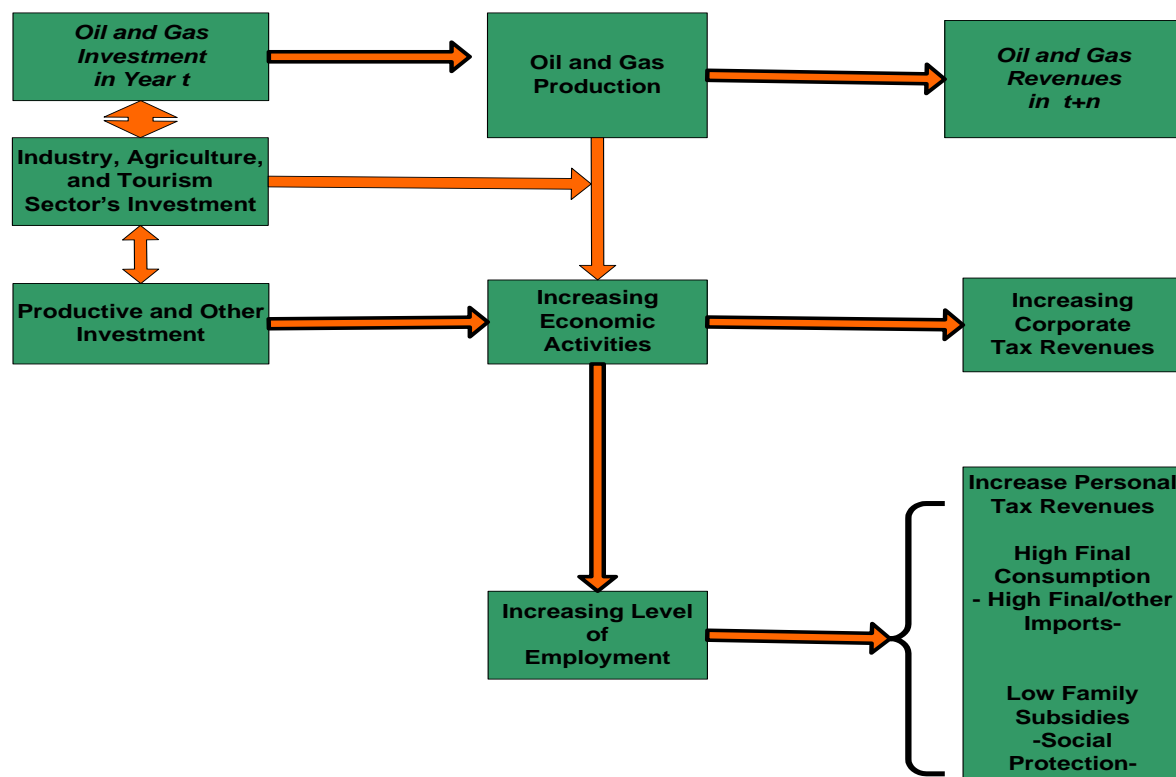 Oil and Gas
Investment
in Year t
Oil and Gas
Production
Oil and Gas
Revenues
in t+n
Industry, Agriculture,
and Tourism
Sector's Investment
Productive and Other
Investment
Increasing
Economic
Activities
Increasing
Corporate
Tax Revenues
Increasing Level
of
Employment
Increase Personal
Tax Revenues
High Final
Consumption
- High Final/other
Imports-
Low Family
Subsidies
-Social
Protection-